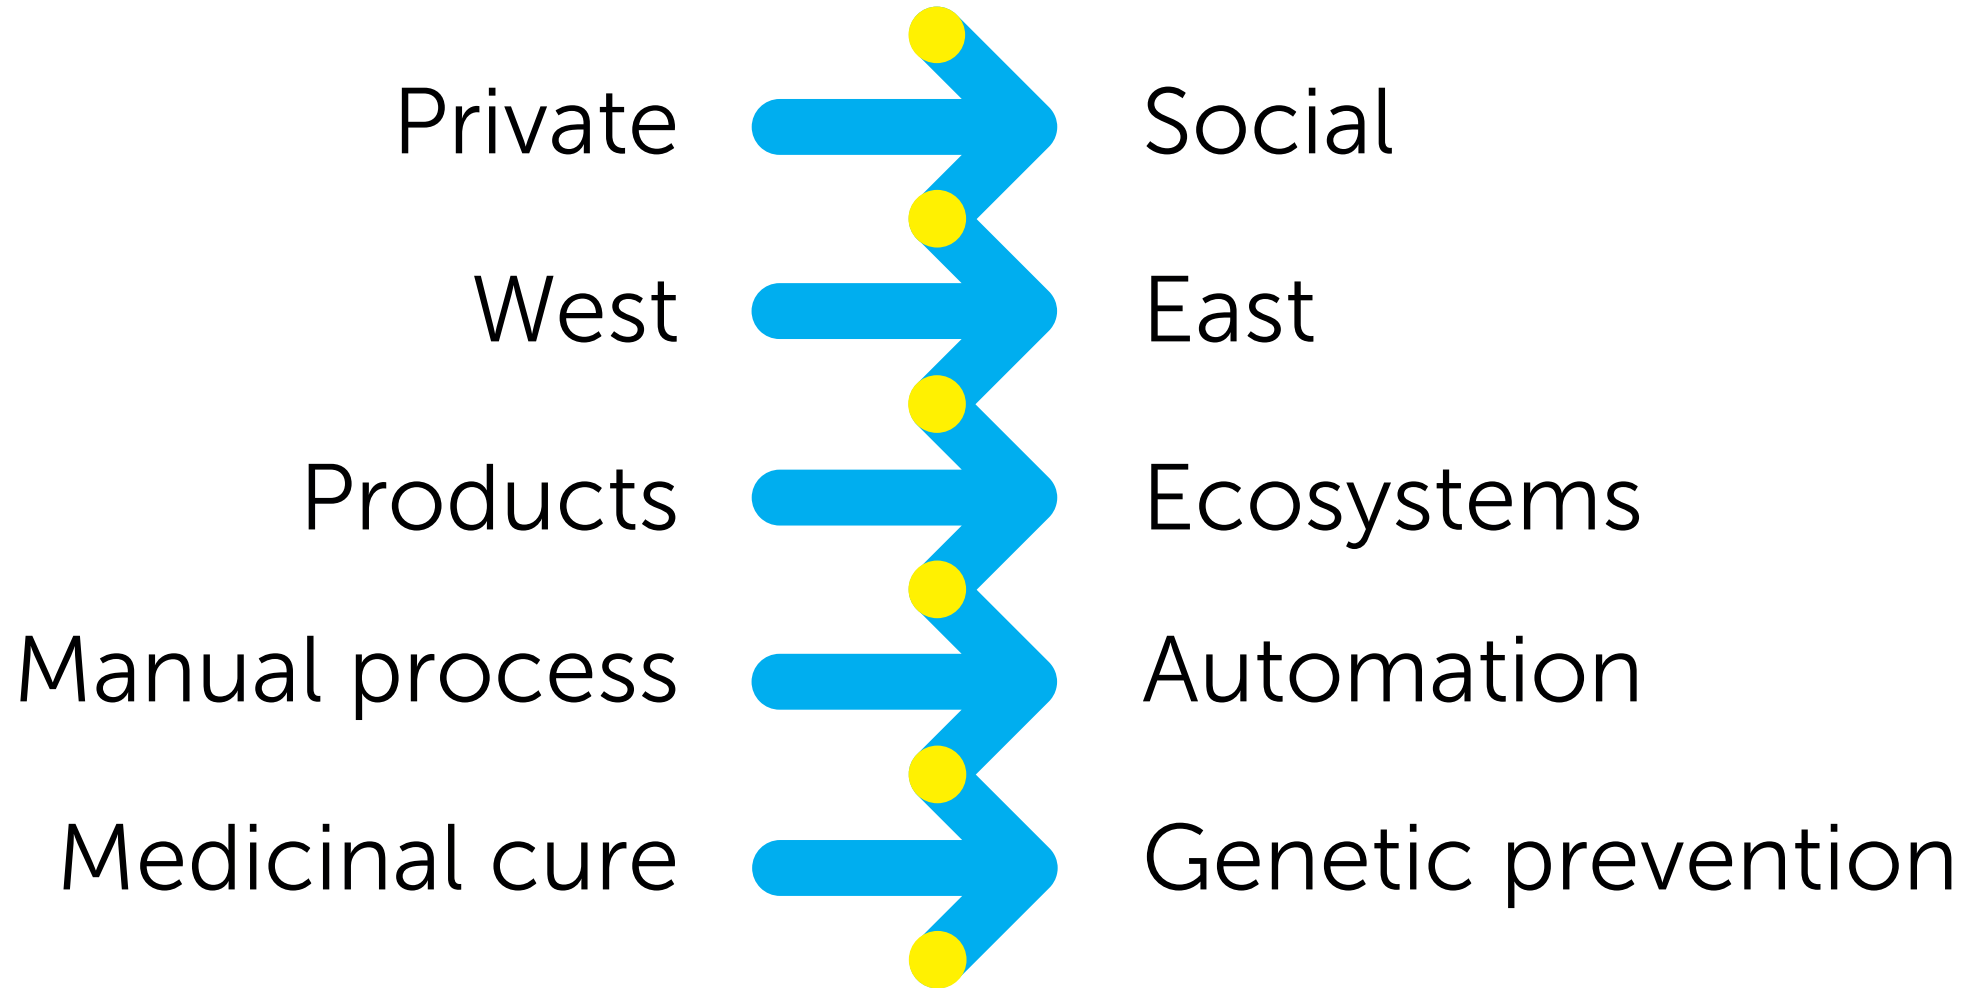 Private Social
West East
Products Ecosystems
Manual process Automation
Medicinal cure Genetic prevention